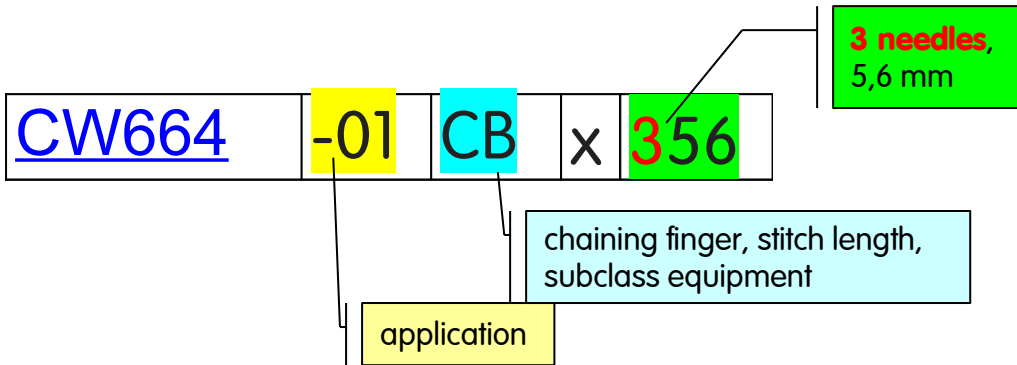 3 needles,
5,6 mm
CW664 -01 CB x 356
chaining finger, stitch length,
subclass equipment
application